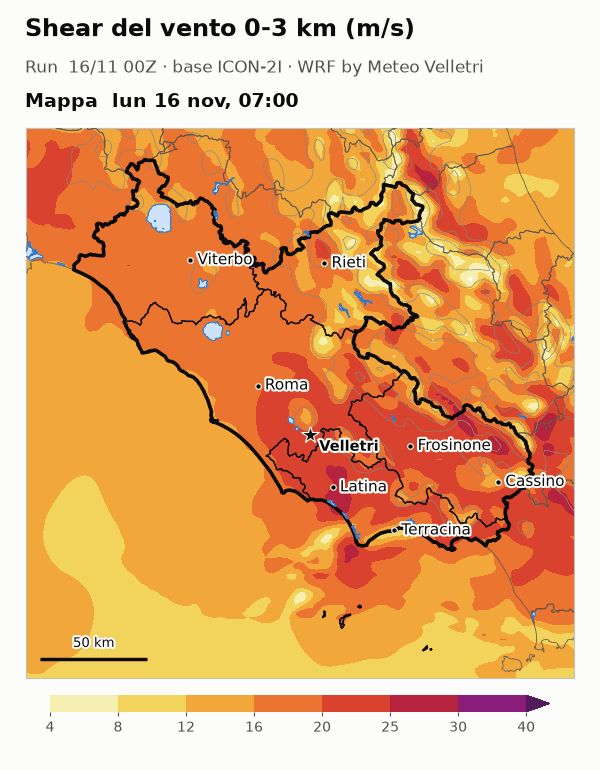 Shear del vento 0-3 km (m/s)
Run  16/11 00Z · base ICON-2I · WRF by Meteo Velletri
Mappa  lun 16 nov, 07:00
Viterbo
Rieti
Roma
Velletri
Frosinone
Cassino
Latina
Terracina
50 km
4 8 12 16 20 25 30 40